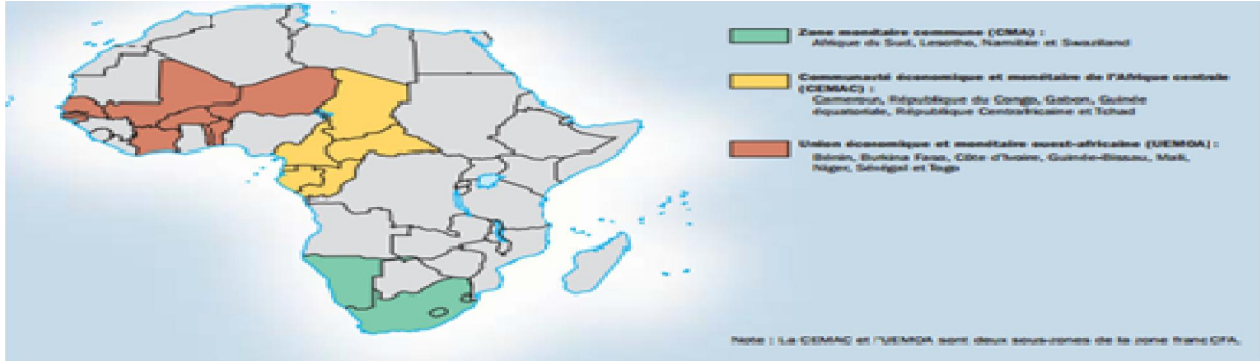 Zone monétaire commune (CMA) :
Afrique du Sud, Lesotho, Namibie et Swaziland
Communauté économique et monétaire de l'Afrique centrale
(CEMAC) :
Cameroun, République du Congo, Gabon, Guinée
équatoriale, République Centrafricaine et Tchad
Union économique et monétaire ouest-africaine (UEMOA) :
Bénin, Burkina Faso, Côte d'Ivoire, Guinée-Bissau, Mali,
Niger, Sénégal et Togo
Note : La CEMAC et l'UEMOA sont deux sous-zones de la zone franc CFA.